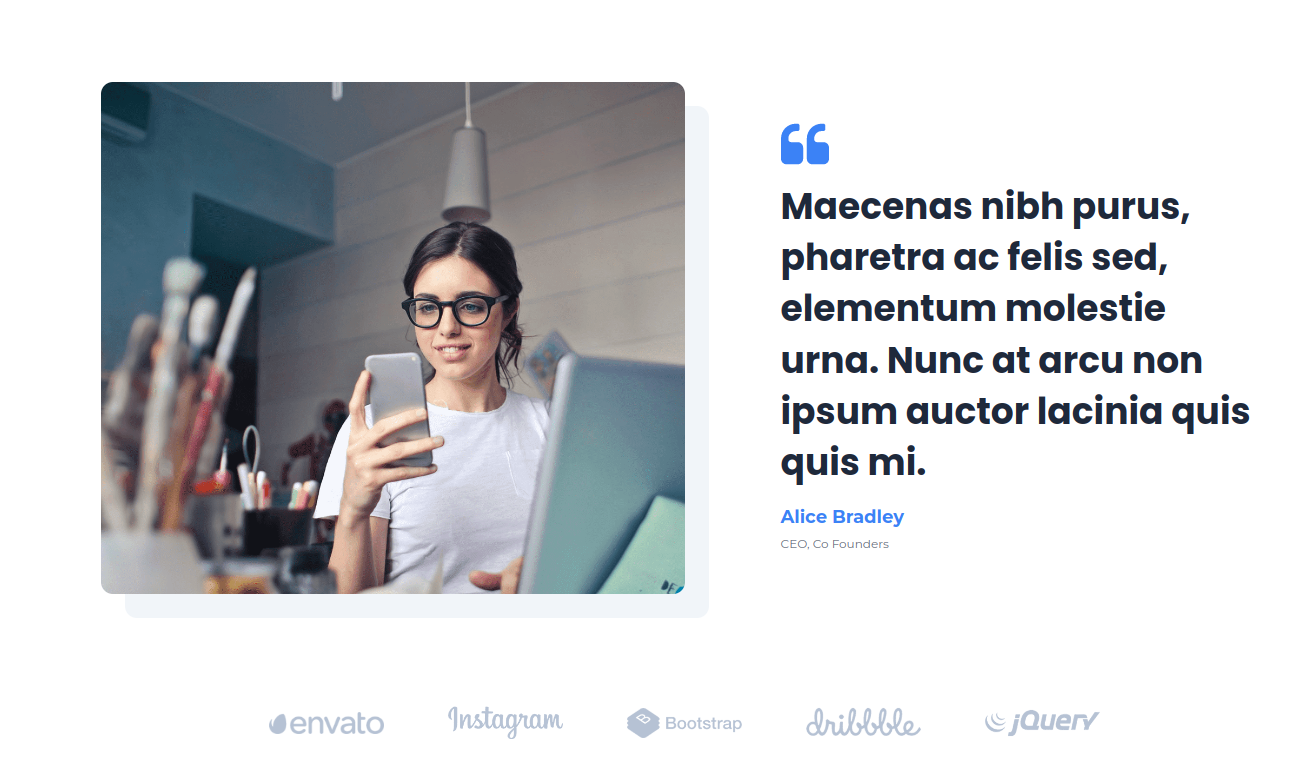 Maecenas nibh purus,
pharetra ac felis sed,
elementum molestie
urna. Nunc at arcu non
ipsum auctor lacinia quis
quis mi.
Alice Bradley
CEO, Co Founders
envato Instagram Bootstrap dribbble jQuery